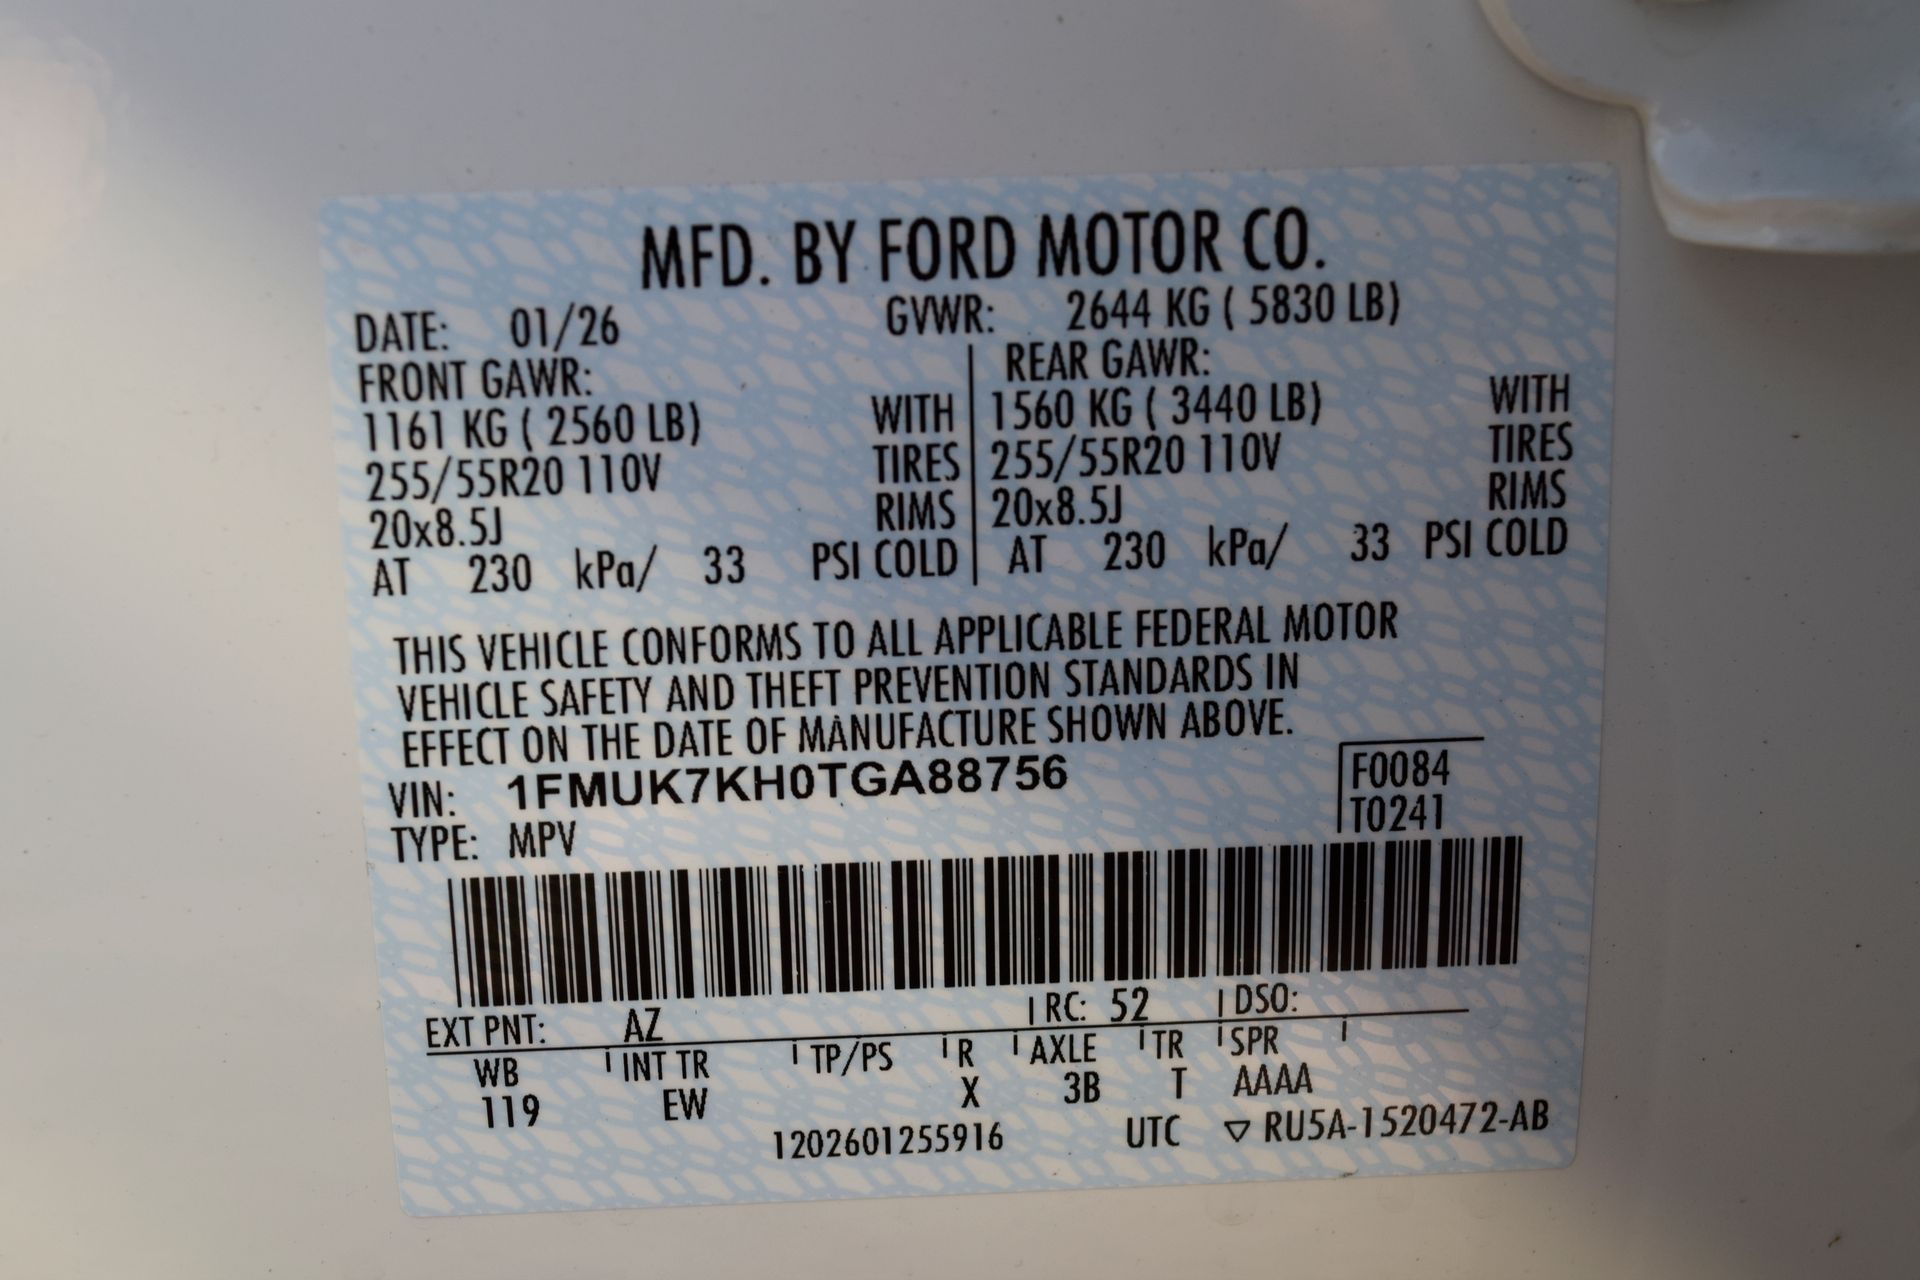 MFD. BY FORD MOTOR CO.
DATE: 01/26 GVWR: 2644 KG ( 5830 LB)
FRONT GAWR: REAR GAWR:
1161 KG ( 2560 LB) WITH 1560 KG ( 3440 LB) WITH
255/55R20 110V TIRES 255/55R20 110V TIRES
20x8.5J RIMS 20x8.5J RIMS
AT 230 kPa/ 33 PSI COLD AT 230 kPa/ 33 PSI COLD
THIS VEHICLE CONFORMS TO ALL APPLICABLE FEDERAL MOTOR
VEHICLE SAFETY AND THEFT PREVENTION STANDARDS IN
EFFECT ON THE DATE OF MANUFACTURE SHOWN ABOVE.
VIN: 1FMUK7KH0TGA88756 F0084
TYPE: MPV T0241
EXT PNT: AZ RC: 52 DSO:
WB INT TR TP/PS R AXLE TR SPR
119 EW X 3B T AAAA
1202601255916 UTC ▽ RU5A-1520472-AB